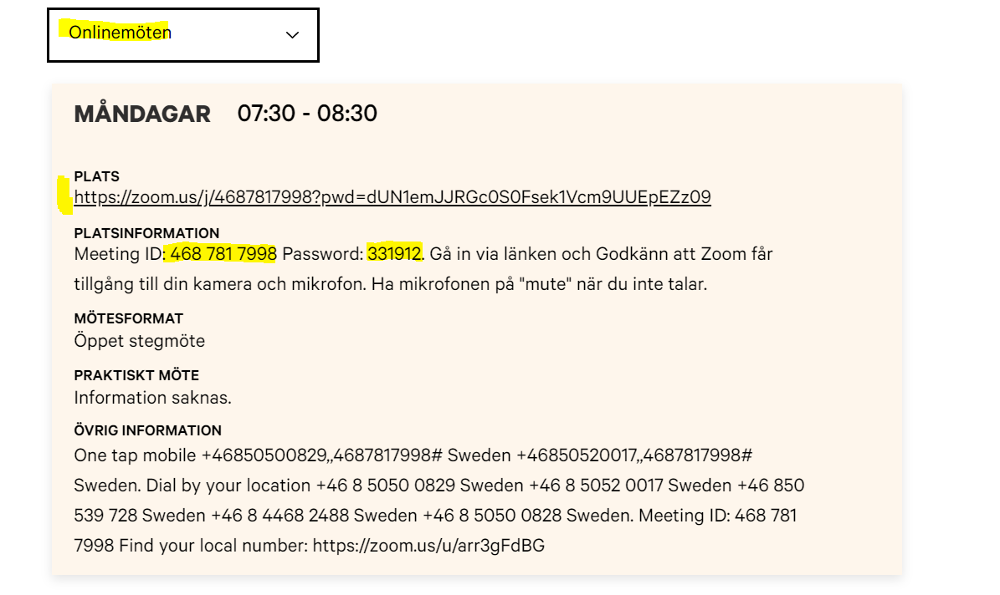 Onlinemöten
MÅNDAGAR 07:30 - 08:30
PLATS
https://zoom.us/j/4687817998?pwd=dUN1emJJRGc0S0Fsek1Vcm9UUEpEZz09
PLATSINFORMATION
Meeting ID: 468 781 7998 Password: 331912. Gå in via länken och Godkänn att Zoom får
tillgång till din kamera och mikrofon. Ha mikrofonen på "mute" när du inte talar.
MÖTESFORMAT
Öppet stegmöte
PRAKTISKT MÖTE
Information saknas.
ÖVRIG INFORMATION
One tap mobile +46850500829,,4687817998# Sweden +46850520017,,4687817998#
Sweden. Dial by your location +46 8 5050 0829 Sweden +46 8 5052 0017 Sweden +46 850
539 728 Sweden +46 8 4468 2488 Sweden +46 8 5050 0828 Sweden. Meeting ID: 468 781
7998 Find your local number: https://zoom.us/u/arr3gFdBG